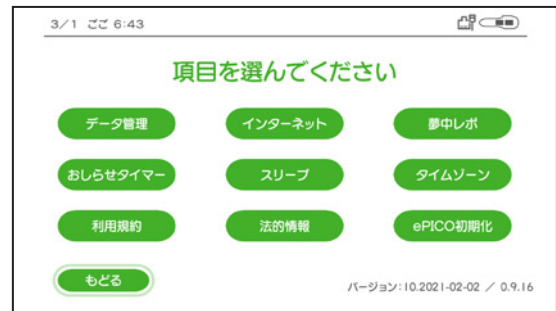 3/1 ごご 6:43
項目を選んでください
データ管理 インターネット 夢中レポ
おしらせタイマー スリープ タイムゾーン
利用規約 法的情報 ePICO初期化
もどる
バージョン:10.2021-02-02 / 0.9.16